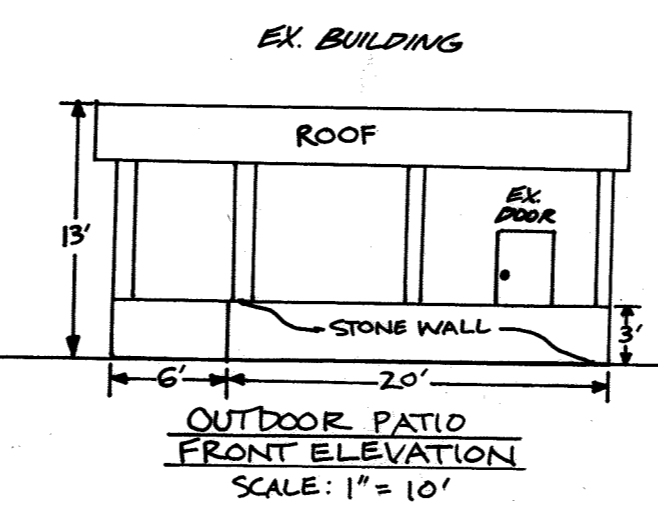 EX. BUILDING
ROOF
EX.
DOOR
13'
STONE WALL
3'
6'
20'
OUTDOOR PATIO
FRONT ELEVATION
SCALE: 1" = 10'